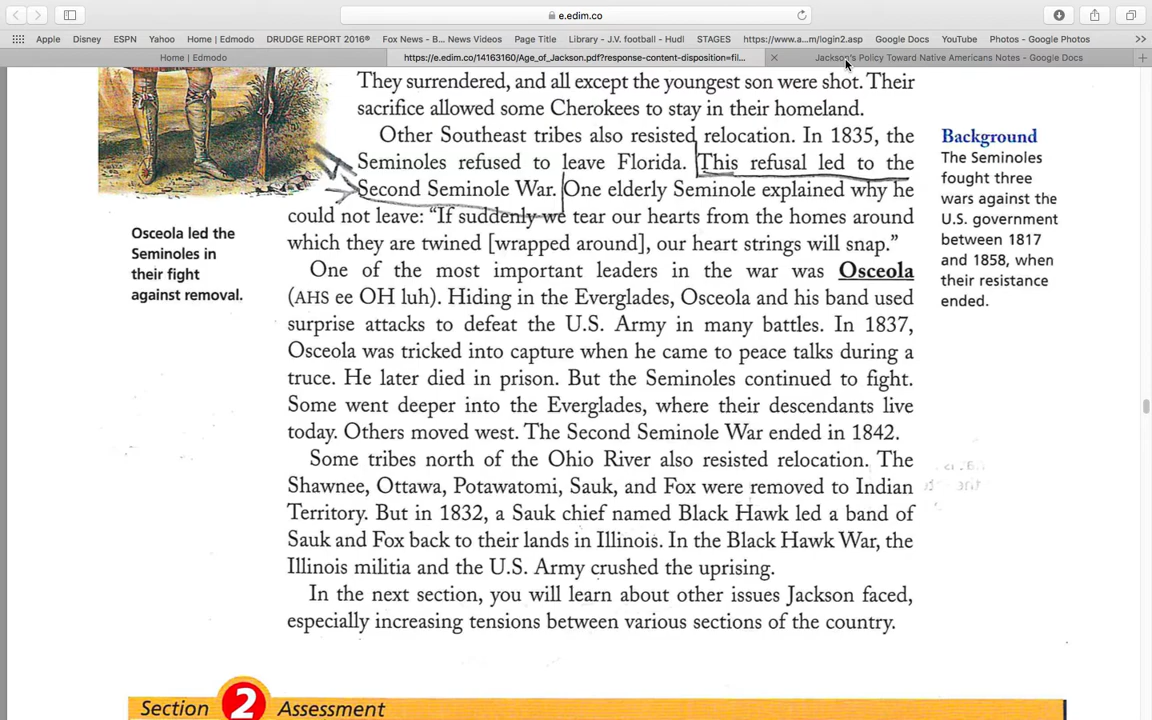 e.edim.co
Apple Disney ESPN Yahoo Home | Edmodo DRUDGE REPORT 2016® Fox News - B... News Videos Page Title Library - J.V. football - Hudl STAGES https://www.a...m/login2.asp Google Docs YouTube Photos - Google Photos
Home | Edmodo https://e.edim.co/14163160/Age_of_Jackson.pdf?response-content-disposition=fil... Jackson's Policy Toward Native Americans Notes - Google Docs
They surrendered, and all except the youngest son were shot. Their
sacrifice allowed some Cherokees to stay in their homeland.
Other Southeast tribes also resisted relocation. In 1835, the
Seminoles refused to leave Florida. This refusal led to the
Second Seminole War. One elderly Seminole explained why he
could not leave: “If suddenly we tear our hearts from the homes around
which they are twined [wrapped around], our heart strings will snap.”
One of the most important leaders in the war was Osceola
(AHS ee OH luh). Hiding in the Everglades, Osceola and his band used
surprise attacks to defeat the U.S. Army in many battles. In 1837,
Osceola was tricked into capture when he came to peace talks during a
truce. He later died in prison. But the Seminoles continued to fight.
Some went deeper into the Everglades, where their descendants live
today. Others moved west. The Second Seminole War ended in 1842.
Some tribes north of the Ohio River also resisted relocation. The
Shawnee, Ottawa, Potawatomi, Sauk, and Fox were removed to Indian
Territory. But in 1832, a Sauk chief named Black Hawk led a band of
Sauk and Fox back to their lands in Illinois. In the Black Hawk War, the
Illinois militia and the U.S. Army crushed the uprising.
In the next section, you will learn about other issues Jackson faced,
especially increasing tensions between various sections of the country.
Osceola led the
Seminoles in
their fight
against removal.
Background
The Seminoles
fought three
wars against the
U.S. government
between 1817
and 1858, when
their resistance
ended.
Section 2 Assessment